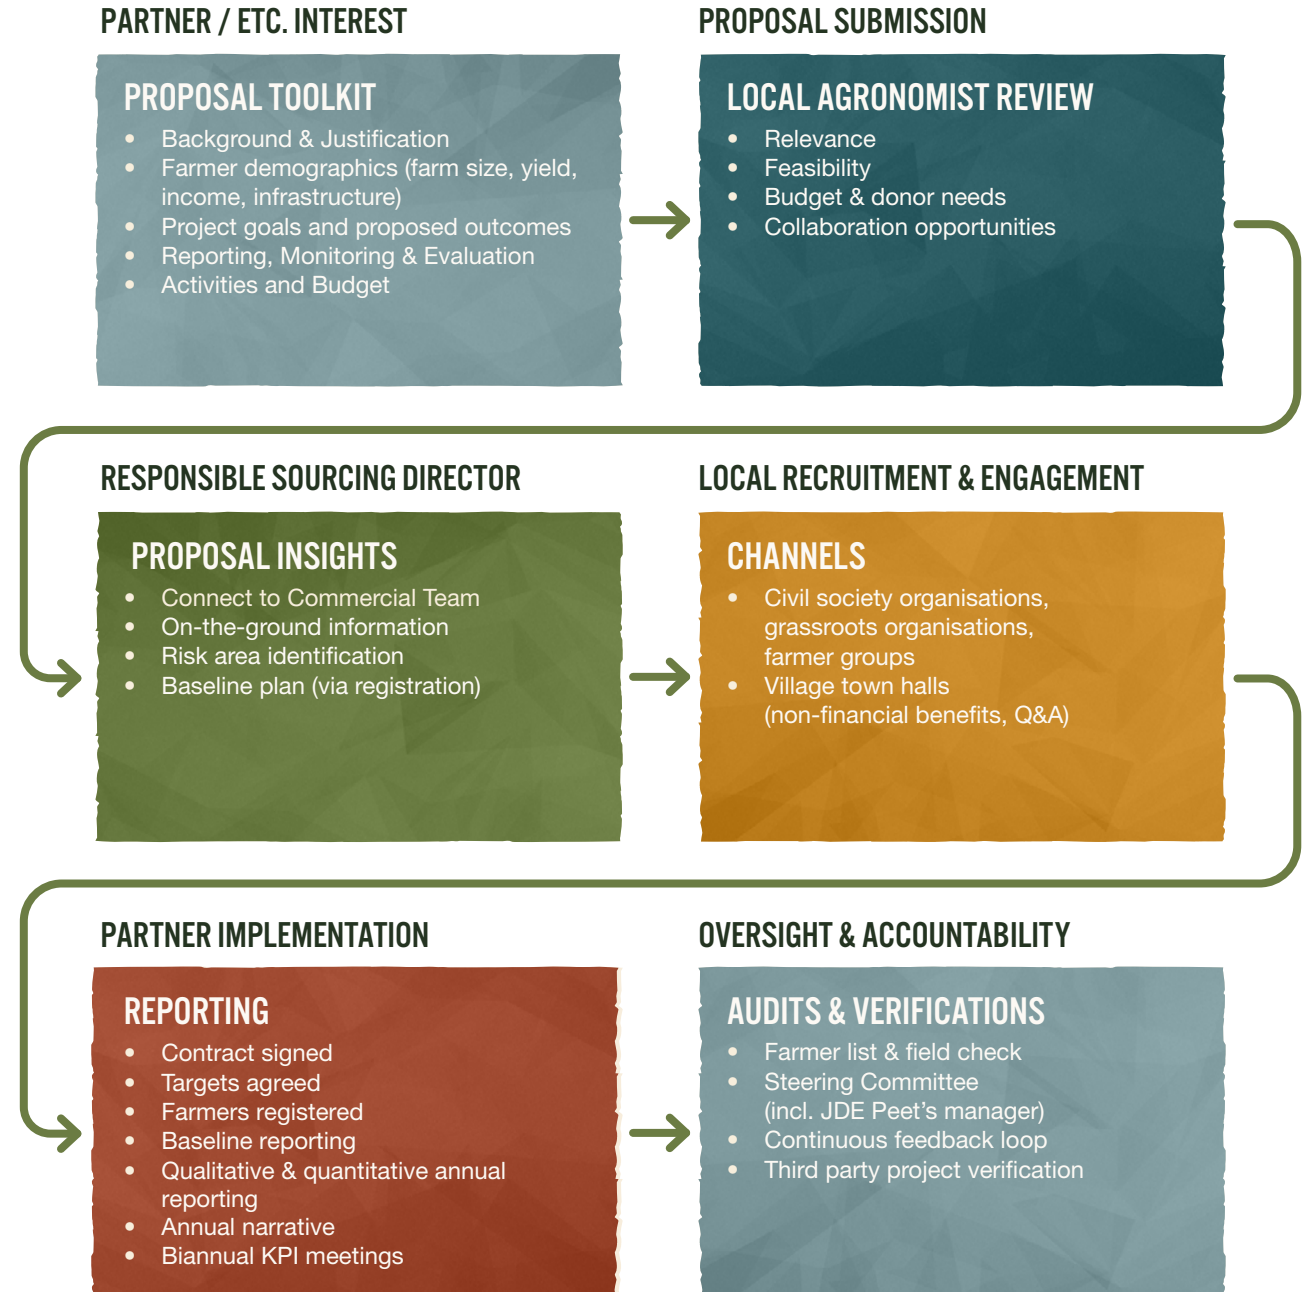 PARTNER / ETC. INTEREST
PROPOSAL TOOLKIT
• Background & Justification
• Farmer demographics (farm size, yield,
income, infrastructure)
• Project goals and proposed outcomes
• Reporting, Monitoring & Evaluation
• Activities and Budget
PROPOSAL SUBMISSION
LOCAL AGRONOMIST REVIEW
• Relevance
• Feasibility
• Budget & donor needs
• Collaboration opportunities
RESPONSIBLE SOURCING DIRECTOR
PROPOSAL INSIGHTS
• Connect to Commercial Team
• On-the-ground information
• Risk area identification
• Baseline plan (via registration)
LOCAL RECRUITMENT & ENGAGEMENT
CHANNELS
• Civil society organisations,
grassroots organisations,
farmer groups
• Village town halls
(non-financial benefits, Q&A)
PARTNER IMPLEMENTATION
REPORTING
• Contract signed
• Targets agreed
• Farmers registered
• Baseline reporting
• Qualitative & quantitative annual
reporting
• Annual narrative
• Biannual KPI meetings
OVERSIGHT & ACCOUNTABILITY
AUDITS & VERIFICATIONS
• Farmer list & field check
• Steering Committee
(incl. JDE Peet's manager)
• Continuous feedback loop
• Third party project verification